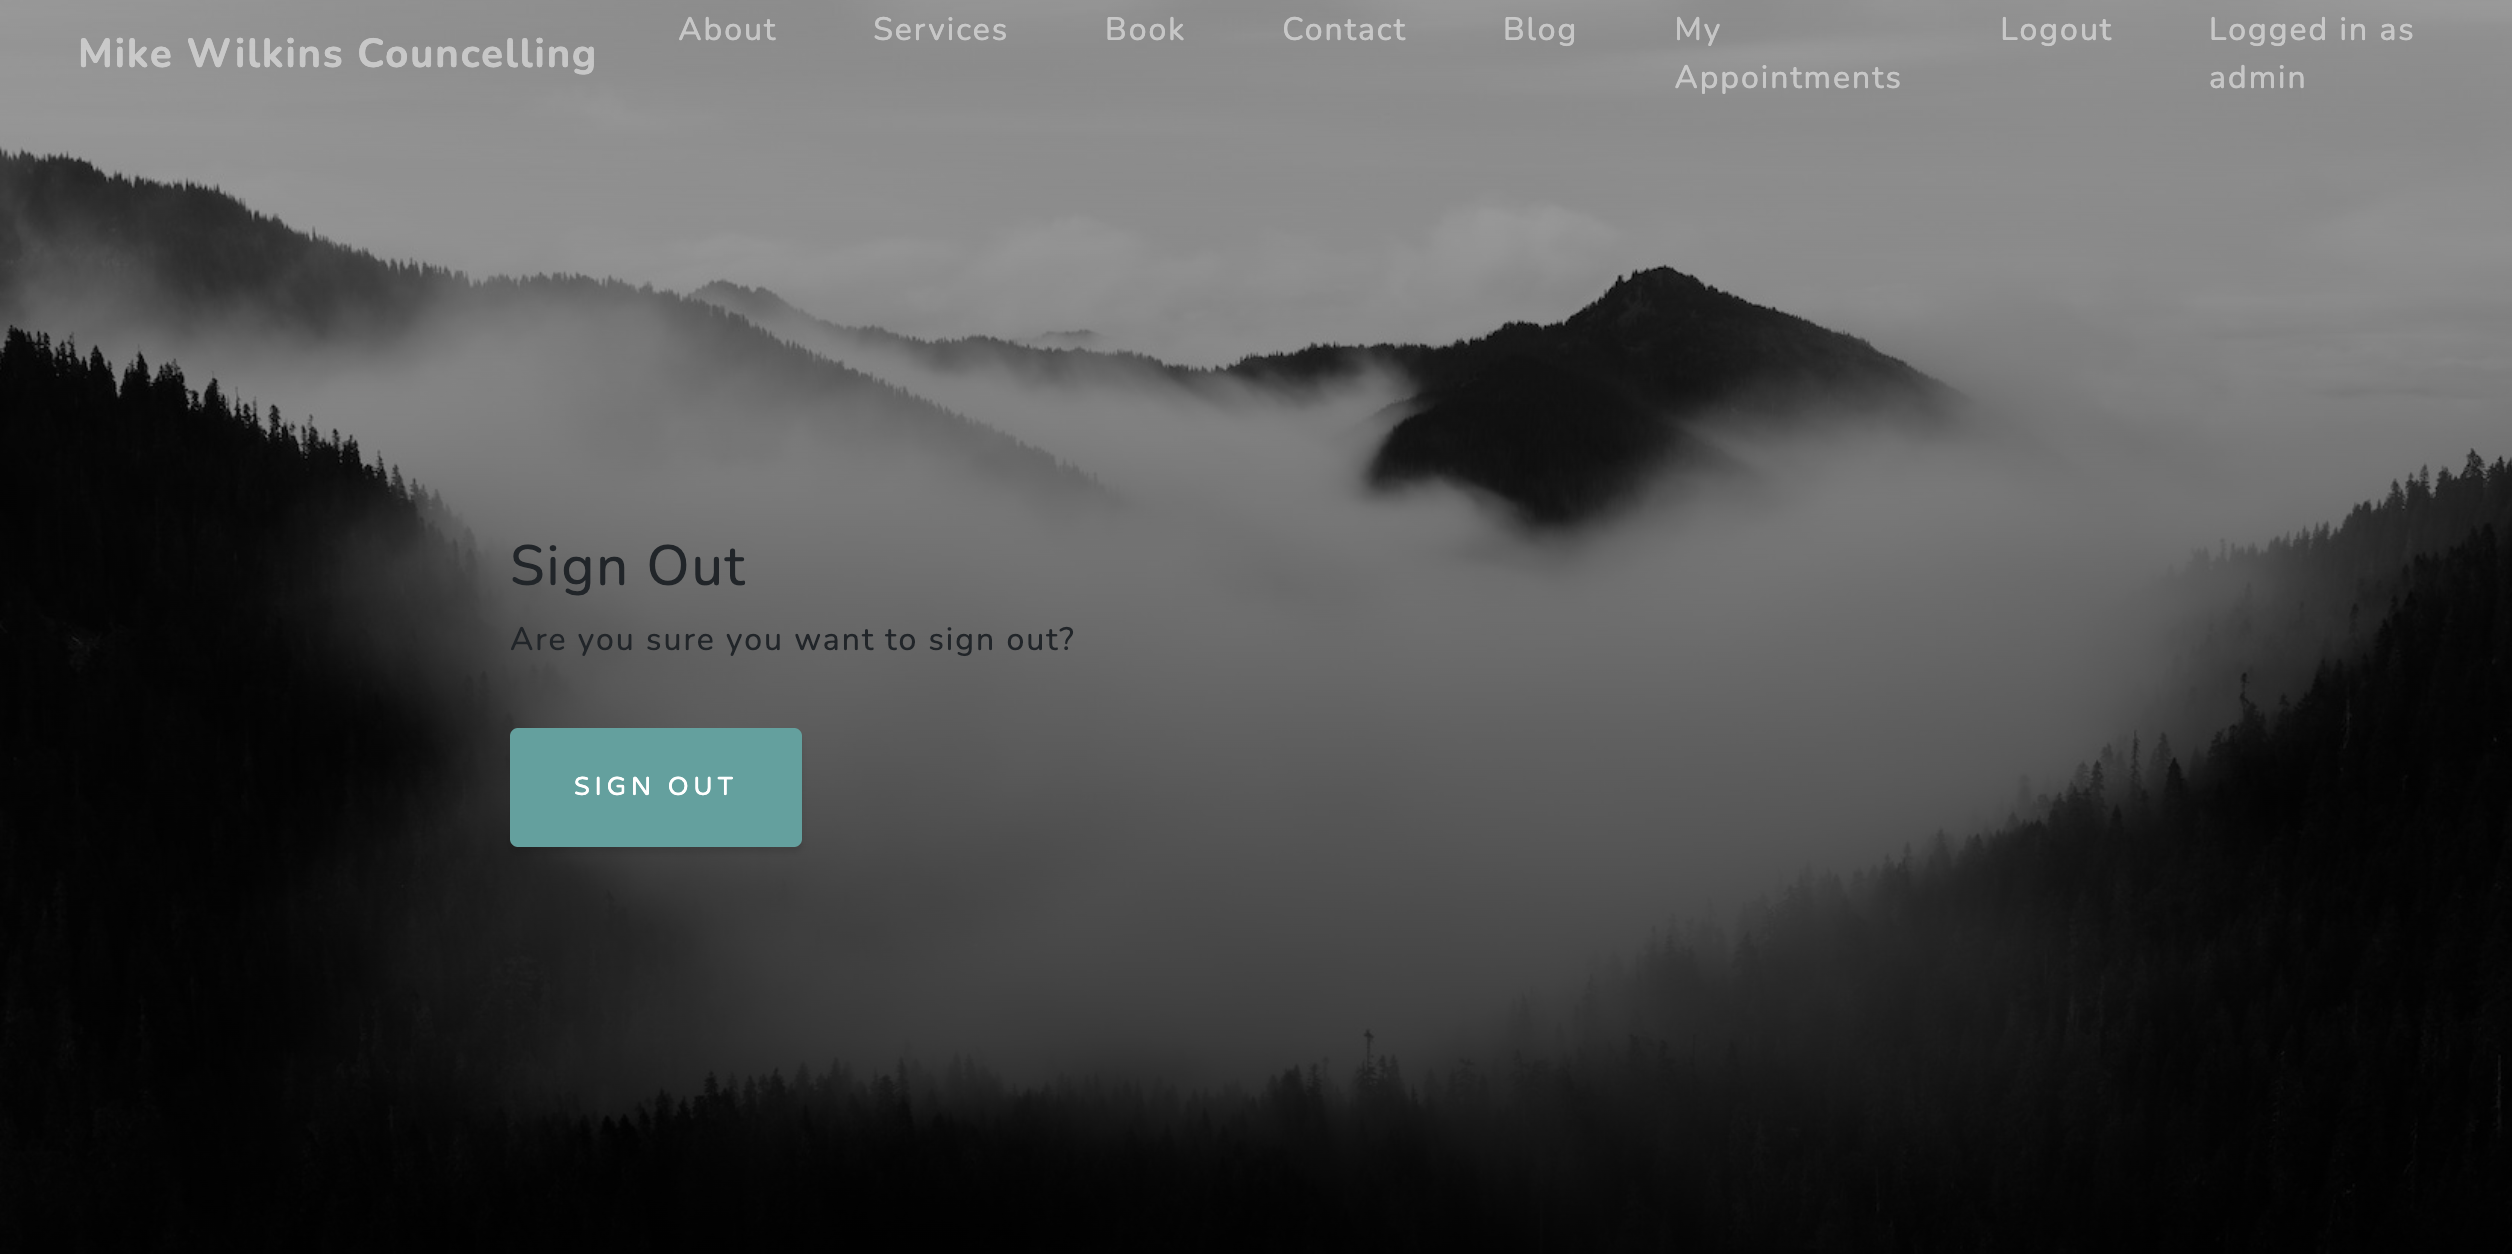 Mike Wilkins Councelling
About
Services
Book
Contact
Blog
My
Appointments
Logout
Logged in as
admin
Sign Out
Are you sure you want to sign out?
SIGN OUT